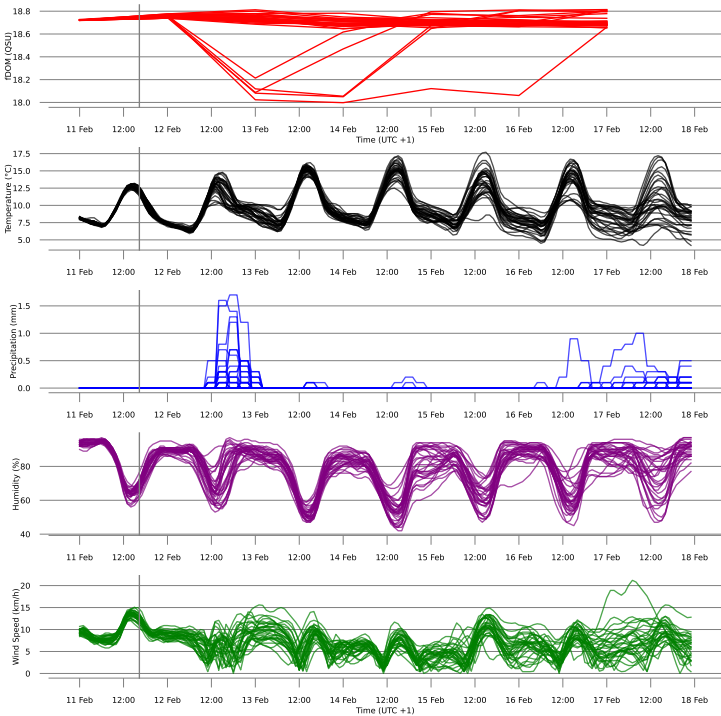 fDOM (QSU)
18.8
18.6
18.4
18.2
18.0
11 Feb 12:00 12 Feb 12:00 13 Feb 12:00 14 Feb 12:00 15 Feb 12:00 16 Feb 12:00 17 Feb 12:00 18 Feb
Time (UTC +1)
Temperature (°C)
17.5
15.0
12.5
10.0
7.5
5.0
11 Feb 12:00 12 Feb 12:00 13 Feb 12:00 14 Feb 12:00 15 Feb 12:00 16 Feb 12:00 17 Feb 12:00 18 Feb
Precipitation (mm)
1.5
1.0
0.5
0.0
11 Feb 12:00 12 Feb 12:00 13 Feb 12:00 14 Feb 12:00 15 Feb 12:00 16 Feb 12:00 17 Feb 12:00 18 Feb
Humidity (%)
80
60
40
11 Feb 12:00 12 Feb 12:00 13 Feb 12:00 14 Feb 12:00 15 Feb 12:00 16 Feb 12:00 17 Feb 12:00 18 Feb
Wind Speed (km/h)
20
15
10
5
0
11 Feb 12:00 12 Feb 12:00 13 Feb 12:00 14 Feb 12:00 15 Feb 12:00 16 Feb 12:00 17 Feb 12:00 18 Feb
Time (UTC +1)